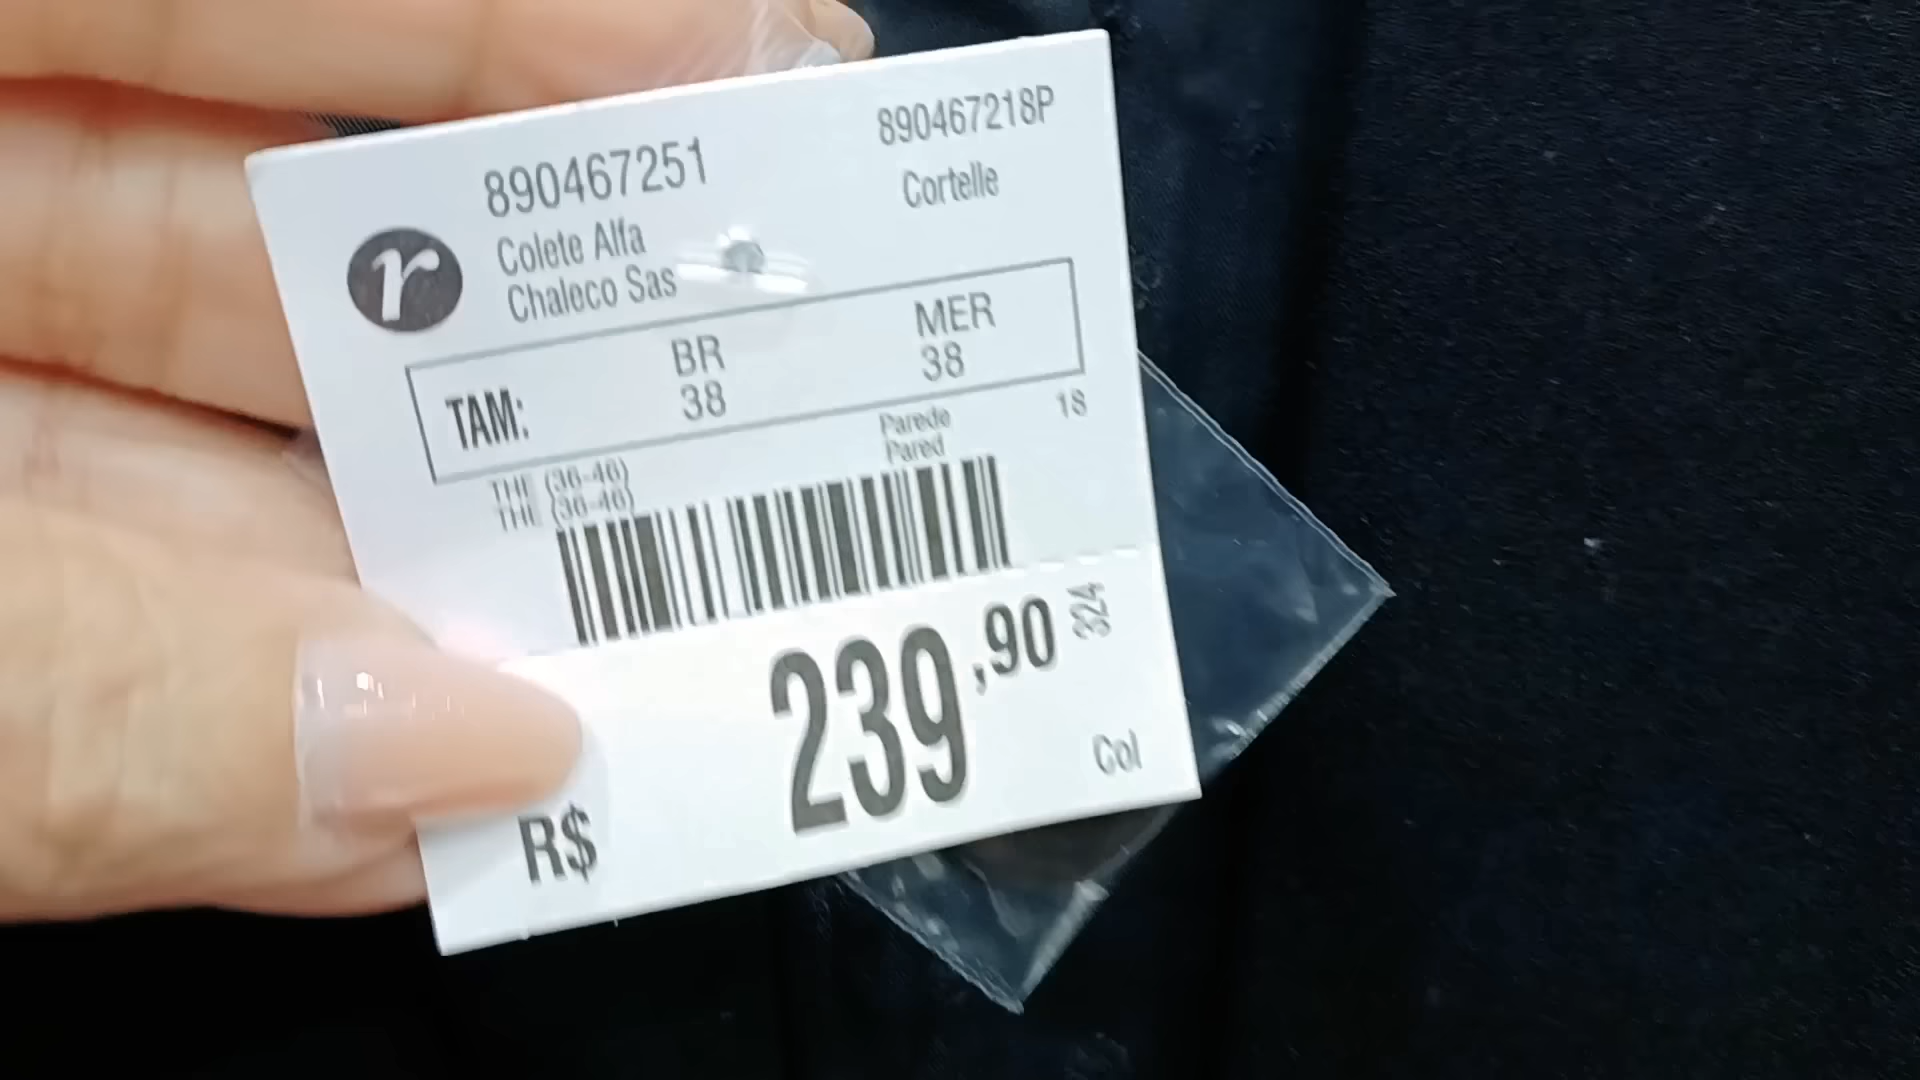 890467251
890467218P
Cortelle
r
Colete Alfa
Chaleco Sas
TAM:
BR
38
MER
38
THE (36-46)
THE (36-46)
Parede
Pared
18
R$ 239,90
324
Col